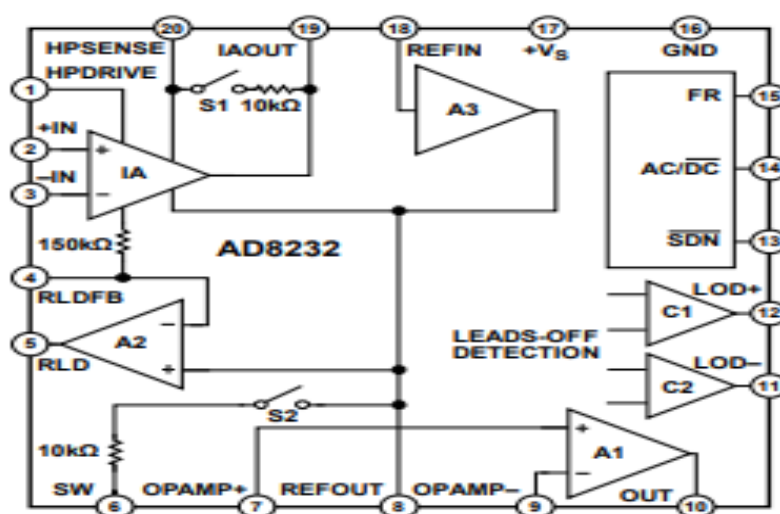 20 19 18 17 16
HPSENSE IAOUT REFIN +VS GND
HPDRIVE
1
S1 10kΩ
A3
FR 15
+IN
2
+
IA
AC/DC 14
–IN
3
–
150kΩ
AD8232
SDN 13
4
RLDFB
LOD+
C1 12
–
A2
LEADS-OFF
DETECTION
5
RLD
+
LOD–
C2 11
S2
10kΩ
+
A1
–
SW OPAMP+ REFOUT OPAMP– OUT
6 7 8 9 10